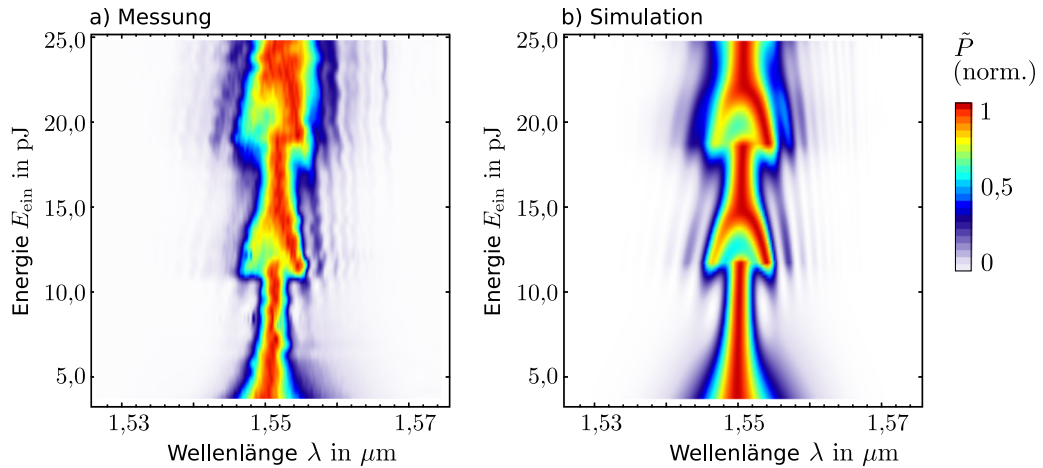 a) Messung
b) Simulation
25,0
20,0
15,0
10,0
5,0
Energie E_ein in pJ
1,53
1,55
1,57
Wellenlänge λ in μm
25,0
20,0
15,0
10,0
5,0
Energie E_ein in pJ
1,53
1,55
1,57
Wellenlänge λ in μm
P̃
(norm.)
1
0,5
0